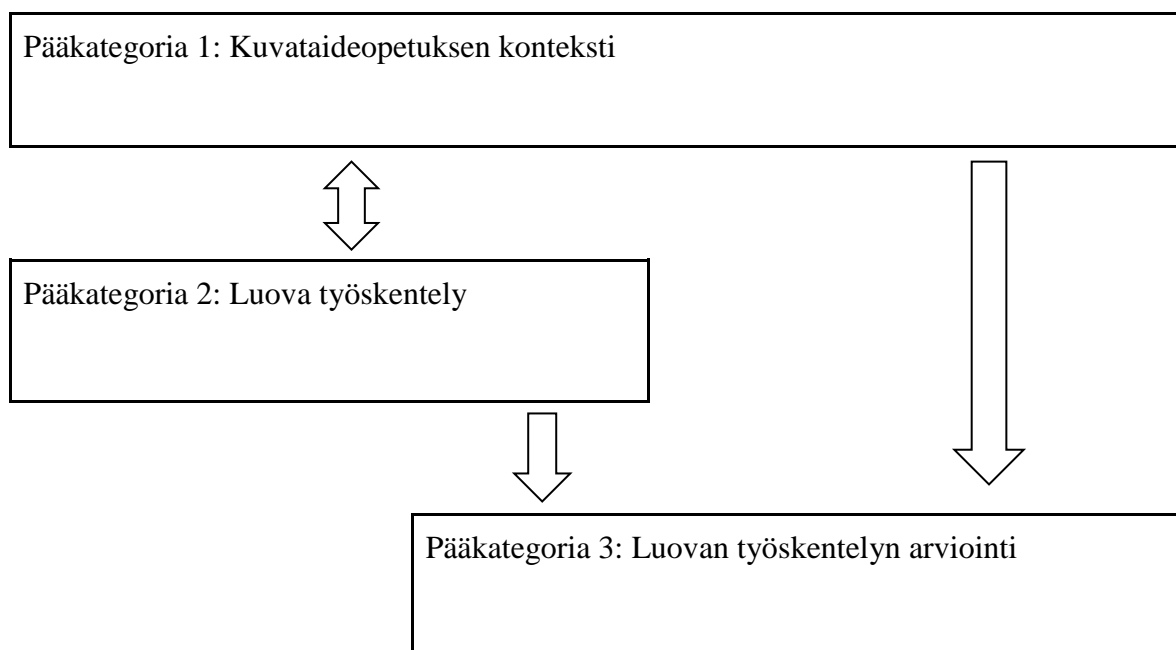 Pääkategoria 1: Kuvataideopetuksen konteksti
Pääkategoria 2: Luova työskentely
Pääkategoria 3: Luovan työskentelyn arviointi